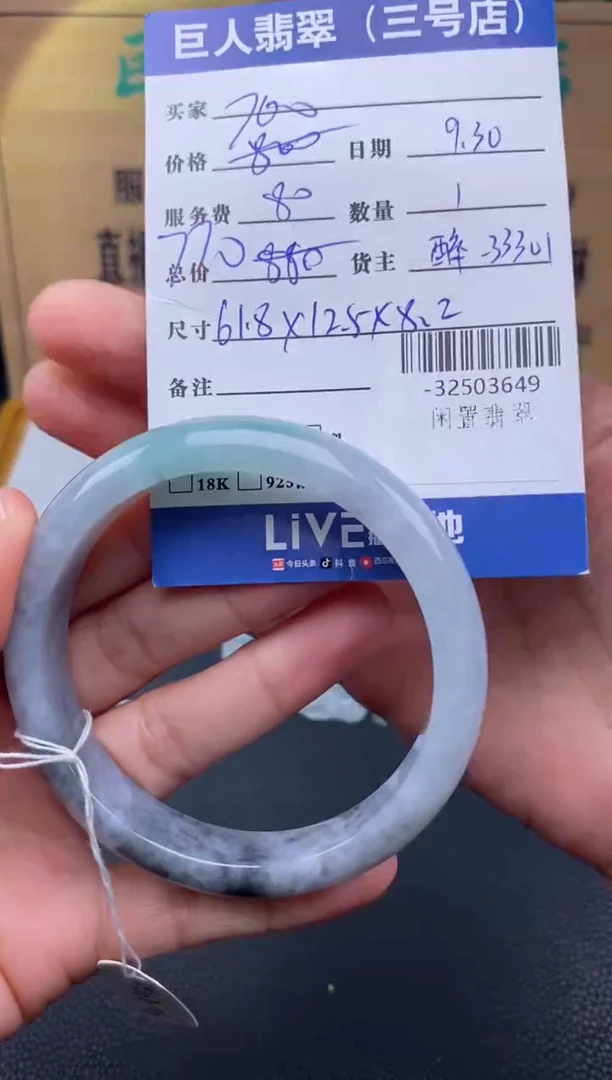 巨人翡翠（三号店）
买家 700
价格 800 日期 9.30
服务费 80 数量 1
总价 770 880 货主 醉-33301
尺寸 61.8X12.5X8.2
备注
-32503649
闲置翡翠
18K 925
LIVE
今日头条 抖音 西瓜